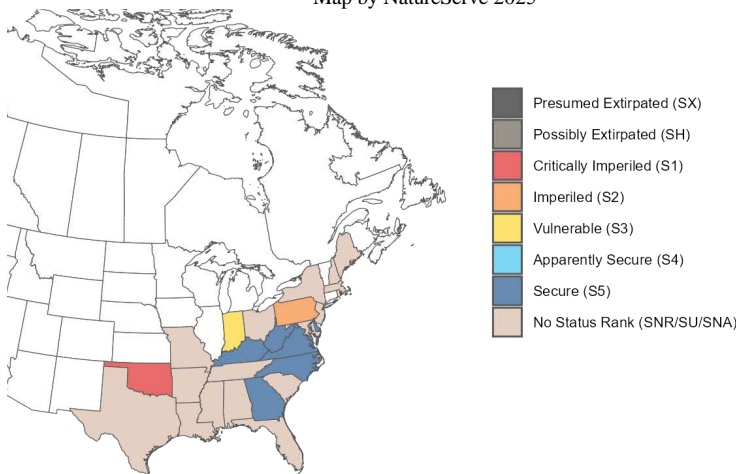 Map by NatureServe 2025
Presumed Extirpated (SX)
Possibly Extirpated (SH)
Critically Imperiled (S1)
Imperiled (S2)
Vulnerable (S3)
Apparently Secure (S4)
Secure (S5)
No Status Rank (SNR/SU/SNA)